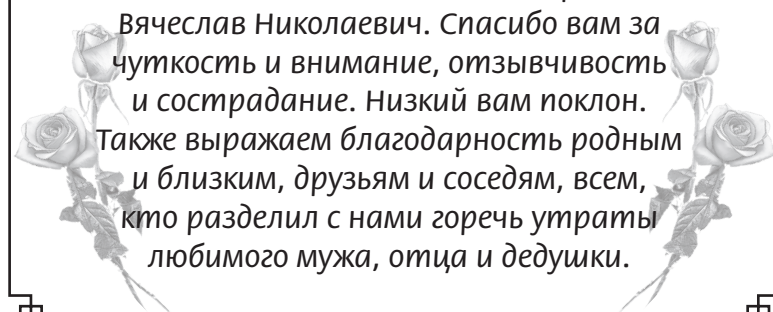 Вячеслав Николаевич. Спасибо вам за
чуткость и внимание, отзывчивость
и сострадание. Низкий вам поклон.
Также выражаем благодарность родным
и близким, друзьям и соседям, всем,
кто разделил с нами горечь утраты
любимого мужа, отца и дедушки.